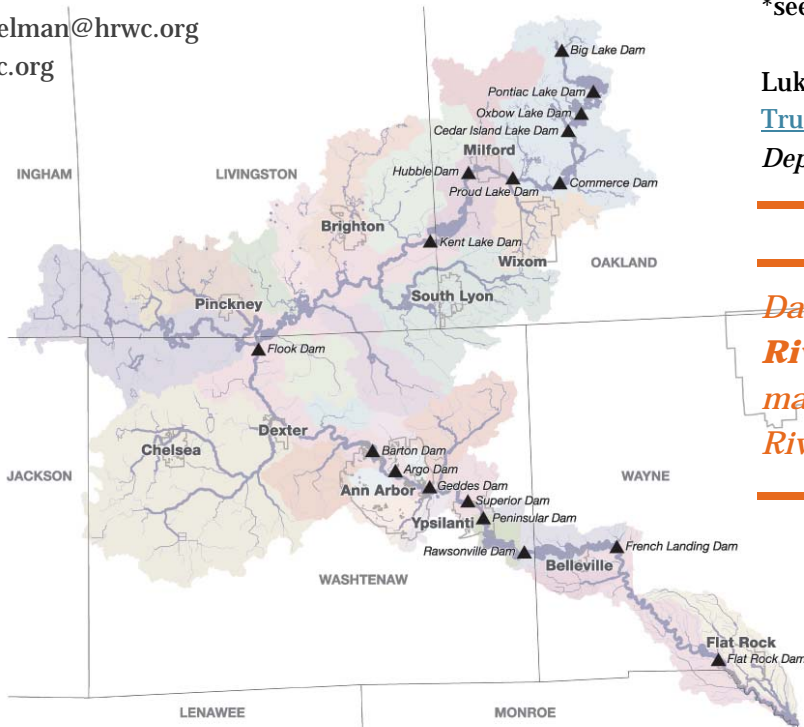 elman@hrwc.org
c.org
*see
Luk
Tru
Dep
Da
Riv
ma
Riv
Big Lake Dam
Pontiac Lake Dam
Oxbow Lake Dam
Cedar Island Lake Dam
Milford
Hubble Dam
Proud Lake Dam
Commerce Dam
INGHAM
LIVINGSTON
Brighton
Kent Lake Dam
Wixom
OAKLAND
Pinckney
South Lyon
Flook Dam
Dexter
Chelsea
Barton Dam
Argo Dam
JACKSON
WAYNE
Ann Arbor
Geddes Dam
Superior Dam
Ypsilanti
Peninsular Dam
Rawsonville Dam
French Landing Dam
Belleville
WASHTENAW
Flat Rock
Flat Rock Dam
LENAWEE
MONROE